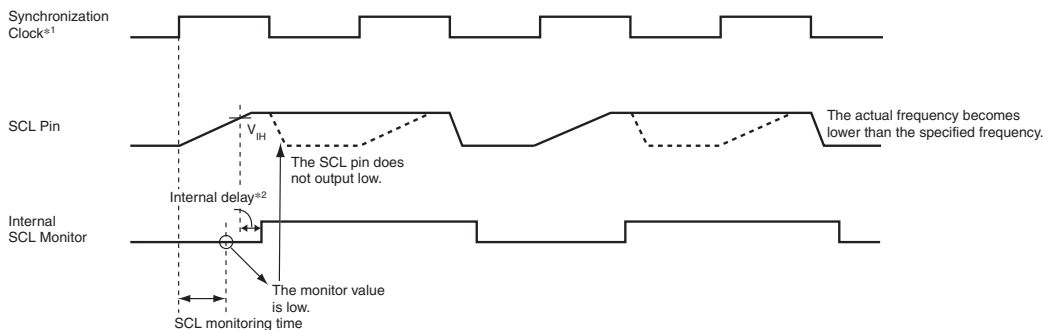 Synchronization
Clock*1
SCL Pin
VIH
The actual frequency becomes
lower than the specified frequency.
The SCL pin does
not output low.
Internal delay*2
Internal
SCL Monitor
The monitor value
is low.
SCL monitoring time